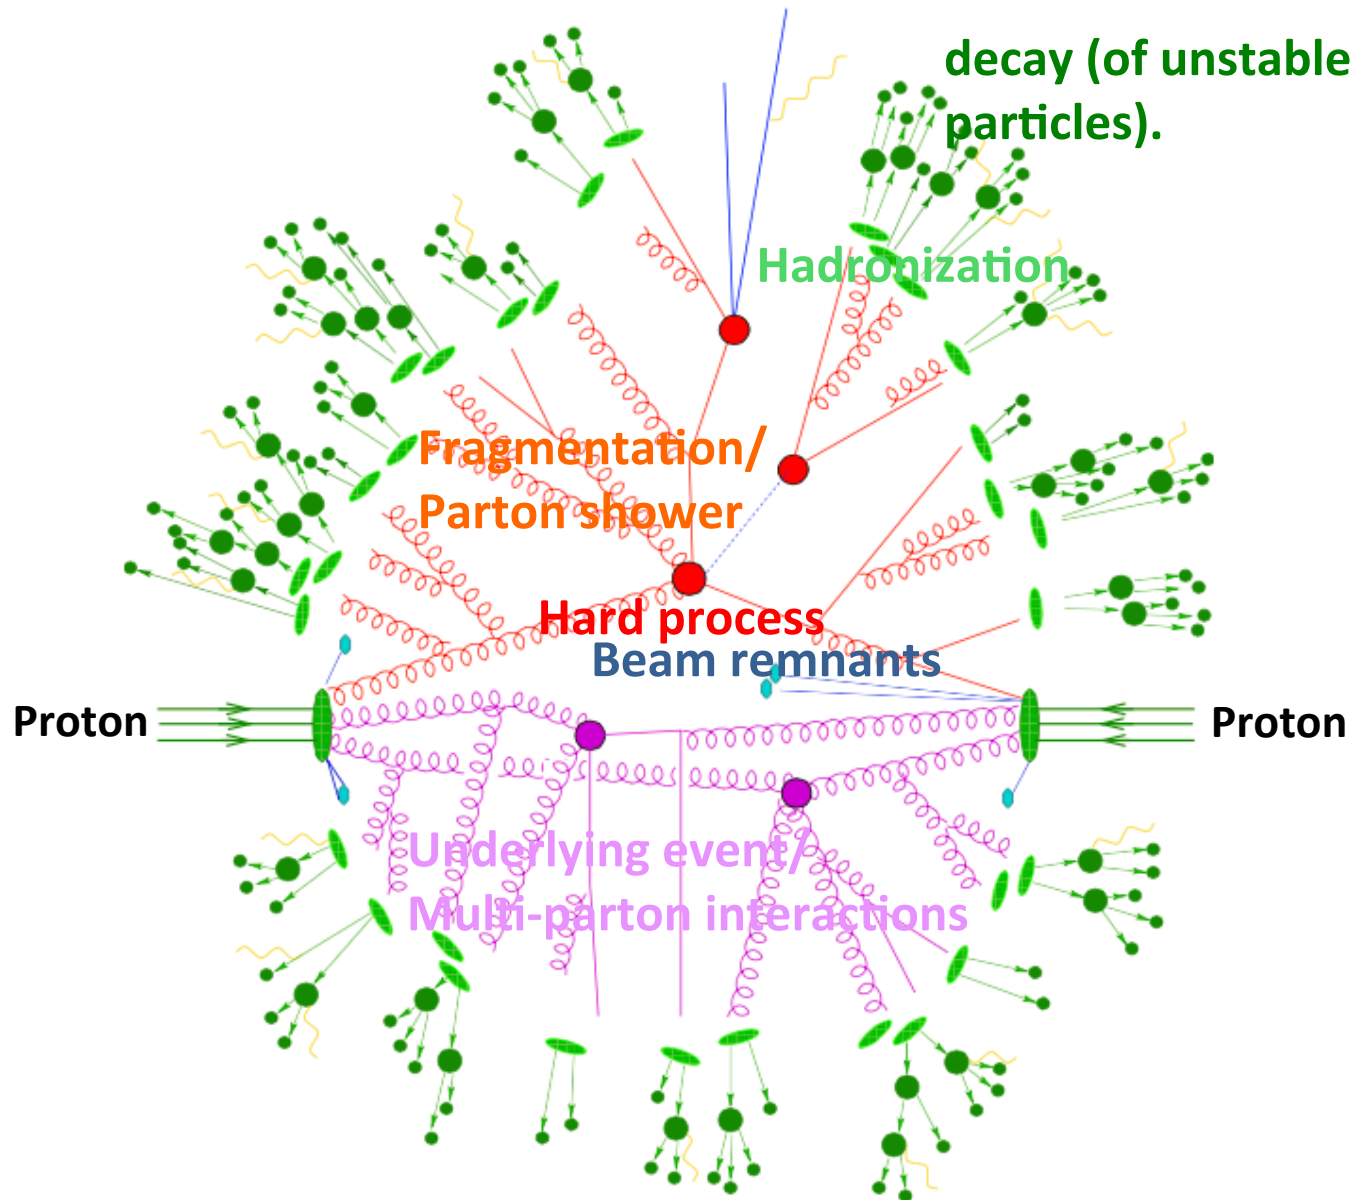 decay (of unstable
particles).
Hadronization
Fragmentation/
Parton shower
Hard process
Beam remnants
Proton
Proton
Underlying event/
Multi-parton interactions